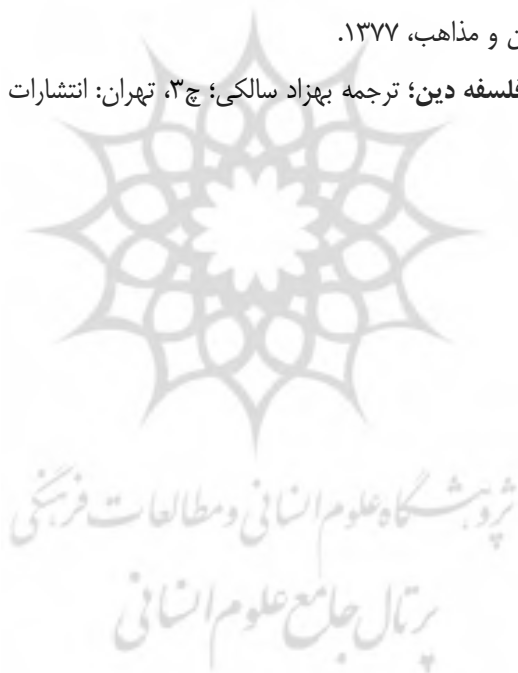 ن و مذاهب، ۱۳۷۷.
فلسفه دین؛ ترجمه بهزاد سالکی؛ چ۳، تهران: انتشارات
پژوهشگاه علوم انسانی و مطالعات فرهنگی
پرتال جامع علوم انسانی